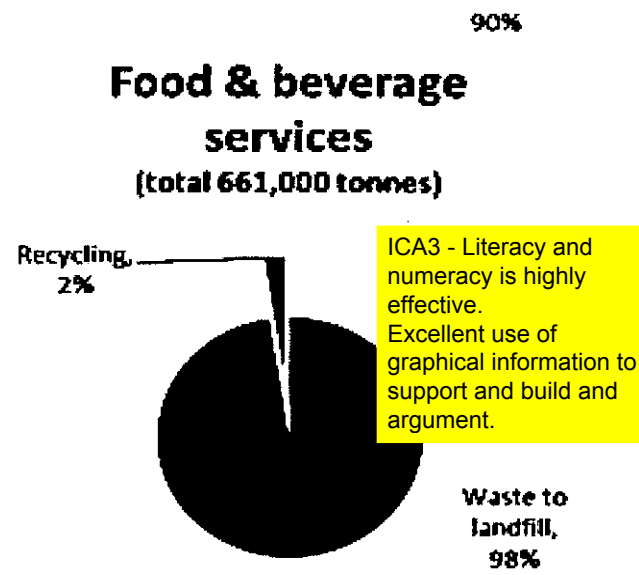 90%
Food & beverage
services
(total 661,000 tonnes)
Recycling,
2%
ICA3 - Literacy and
numeracy is highly
effective.
Excellent use of
graphical information to
support and build and
argument.
Waste to
landfill,
98%